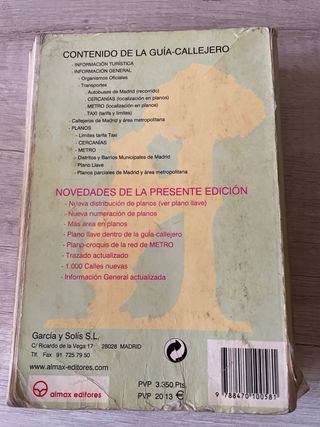 CONTENIDO DE LA GUÍA-CALLEJERO
- INFORMACIÓN TURÍSTICA
- INFORMACIÓN GENERAL
- Organismos Oficiales
- Transportes
Autobuses de Madrid (recorrido)
CERCANÍAS (localización en planos)
METRO (localización en planos)
TAXI (tarifa y límites)
- Callejeros de Madrid y área metropolitana
- PLANOS
- Límites tarifa Taxi
- CERCANÍAS
- METRO
- Distritos y Barrios Municipales de Madrid
- Plano Llave
- Planos parciales de Madrid y área metropolitana
NOVEDADES DE LA PRESENTE EDICIÓN
- Nueva distribución de planos (ver plano llave)
- Nueva numeración de planos
- Más área en planos
- Plano llave dentro de la guía-callejero
- Plano-croquis de la red de METRO
- Trazado actualizado
- 1.000 Calles nuevas
- Información General actualizada
García y Solís S.L.
C/ Ricardo de la Vega 17 28028 MADRID
Tlf. Fax 91 725 79 50
www.almax-editores.com
almax editores
PVP 3.350 Pts.
PVP 20'13 €
9 788470 100581